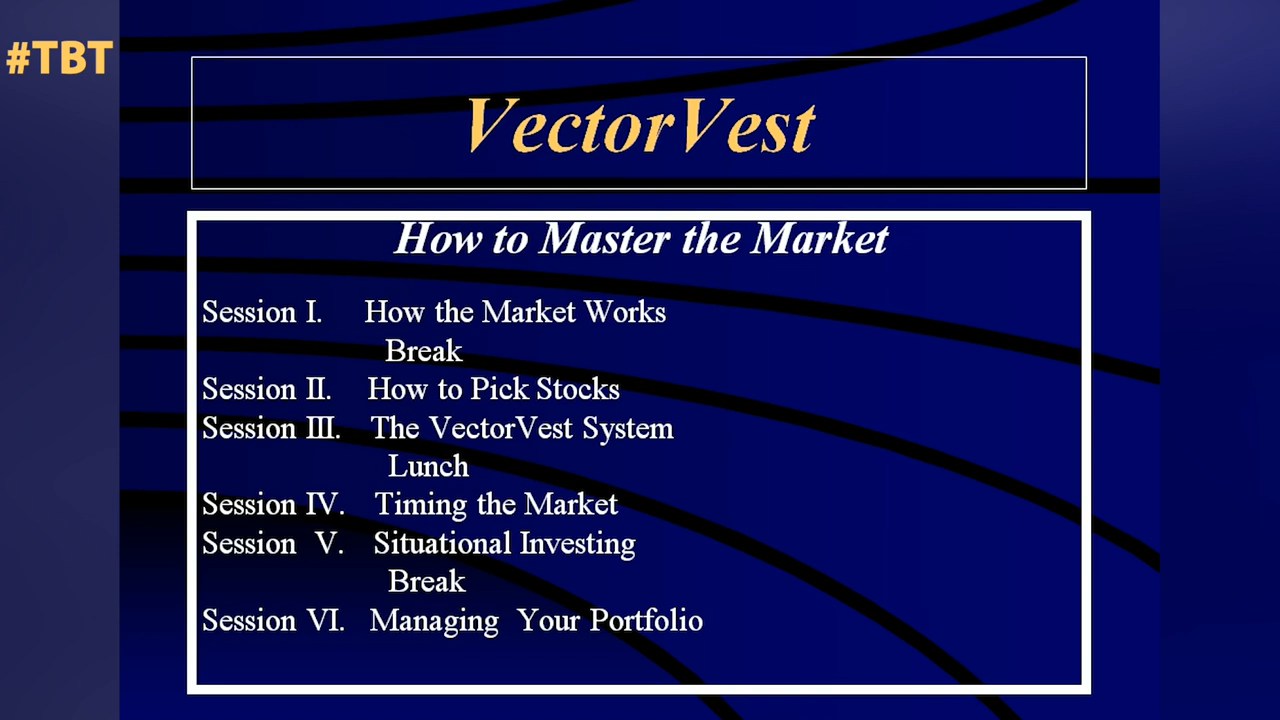 #TBT
VectorVest
How to Master the Market
Session I. How the Market Works
Break
Session II. How to Pick Stocks
Session III. The VectorVest System
Lunch
Session IV. Timing the Market
Session V. Situational Investing
Break
Session VI. Managing Your Portfolio